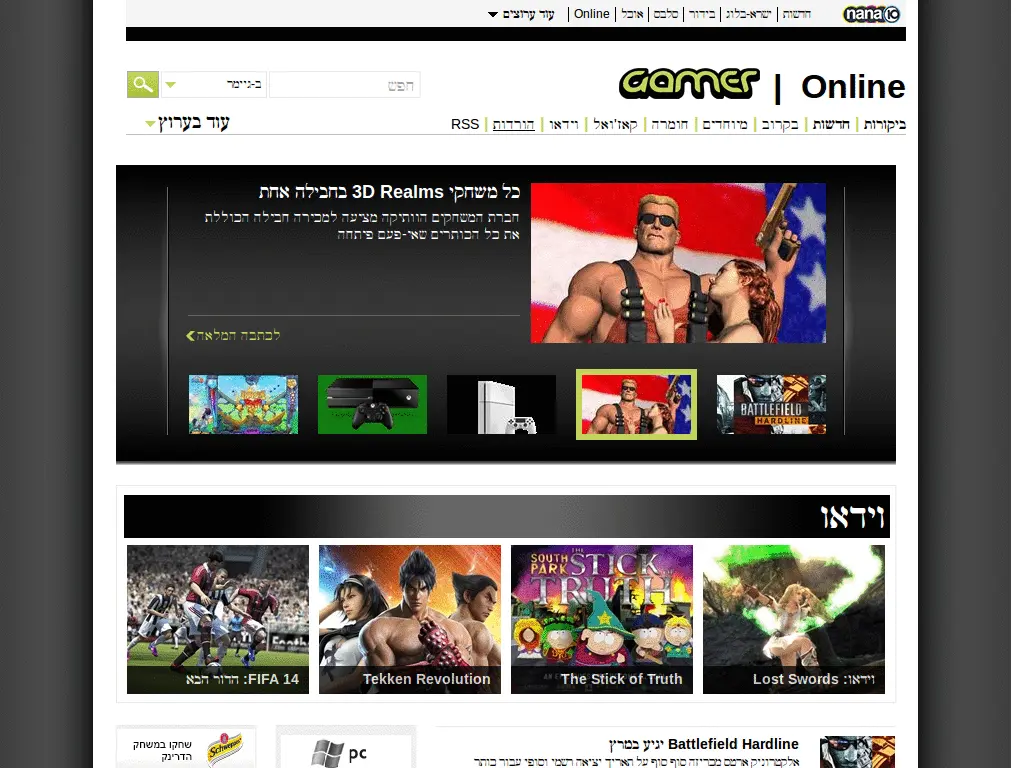 nana10
חדשות | ישרא-בלוג | בידור | סלבס | אוכל | Online | עוד ערוצים
Online | GAMER
חפש
ב-גיימר
ביקורות | חדשות | בקרוב | מיוחדים | חומרה | קאז'ואל | וידאו | הורדות | RSS
עוד בערוץ
כל משחקי 3D Realms בחבילה אחת
חברת המשחקים הוותיקה מציעה למכירה חבילה הכוללת
את כל הכותרים שאי-פעם פיתחה
לכתבה המלאה
BATTLEFIELD
HARDLINE
וידאו
SOUTH PARK THE STICK OF TRUTH
וידאו: Lost Swords
The Stick of Truth
Tekken Revolution
FIFA 14: הדור הבא
Battlefield Hardline יגיע במרץ
אלקטרוניק ארטס מכריזה סוף סוף על תאריך יציאה רשמי וסופי עבור כותר
pc
Schweppes
שחקו במשחק
הדרינק